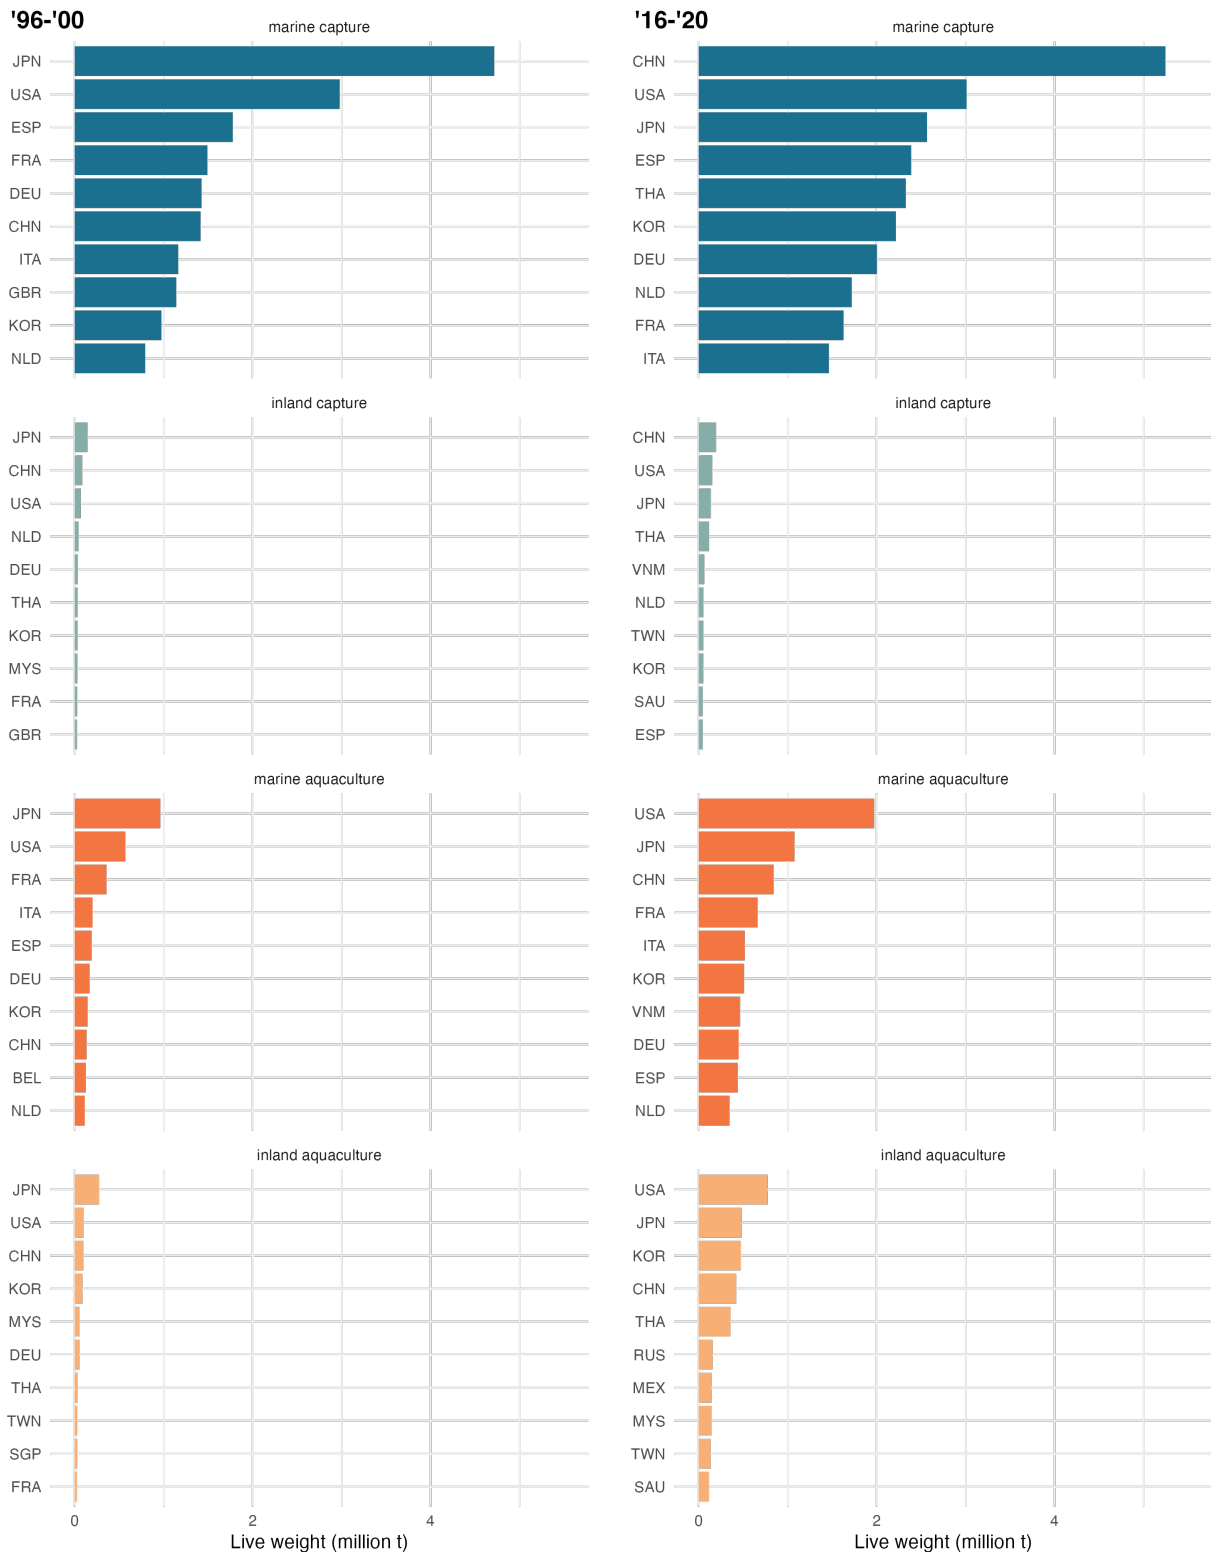 '96-'00
marine capture
JPN
USA
ESP
FRA
DEU
CHN
ITA
GBR
KOR
NLD
inland capture
JPN
CHN
USA
NLD
DEU
THA
KOR
MYS
FRA
GBR
marine aquaculture
JPN
USA
FRA
ITA
ESP
DEU
KOR
CHN
BEL
NLD
inland aquaculture
JPN
USA
CHN
KOR
MYS
DEU
THA
TWN
SGP
FRA
0 2 4
Live weight (million t)
'16-'20
marine capture
CHN
USA
JPN
ESP
THA
KOR
DEU
NLD
FRA
ITA
inland capture
CHN
USA
JPN
THA
VNM
NLD
TWN
KOR
SAU
ESP
marine aquaculture
USA
JPN
CHN
FRA
ITA
KOR
VNM
DEU
ESP
NLD
inland aquaculture
USA
JPN
KOR
CHN
THA
RUS
MEX
MYS
TWN
SAU
0 2 4
Live weight (million t)